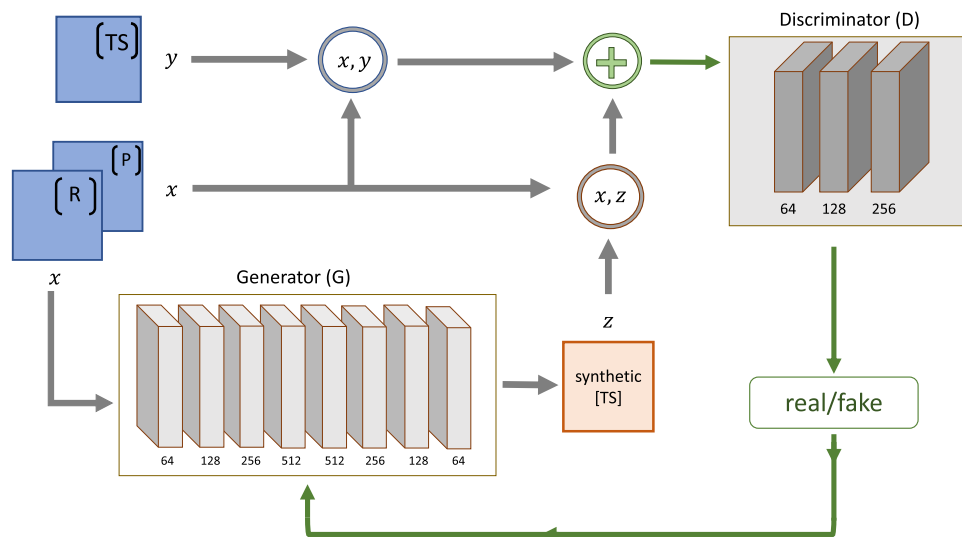 Discriminator (D)
[TS]
y
x, y
+
[P]
[R]
x
x, z
64 128 256
x
Generator (G)
z
synthetic
[TS]
real/fake
64 128 256 512 512 256 128 64